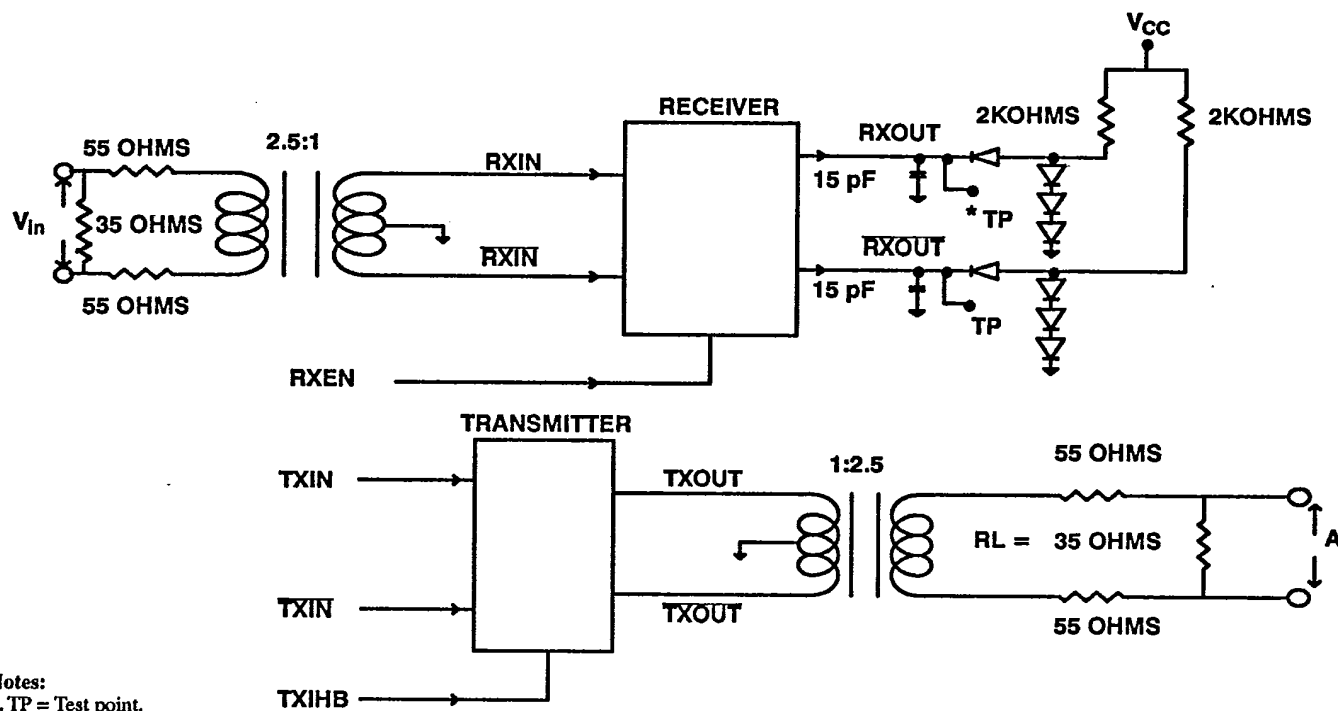 VCC
RECEIVER
2KOHMS
2KOHMS
55 OHMS
2.5:1
RXIN
RXOUT
15 pF
* TP
Vin
35 OHMS
RXIN
RXOUT
15 pF
TP
55 OHMS
RXEN
TRANSMITTER
TXIN
TXOUT
1:2.5
55 OHMS
RL = 35 OHMS
A
TXIN
TXOUT
55 OHMS
TXIHB
. TP = Test point.